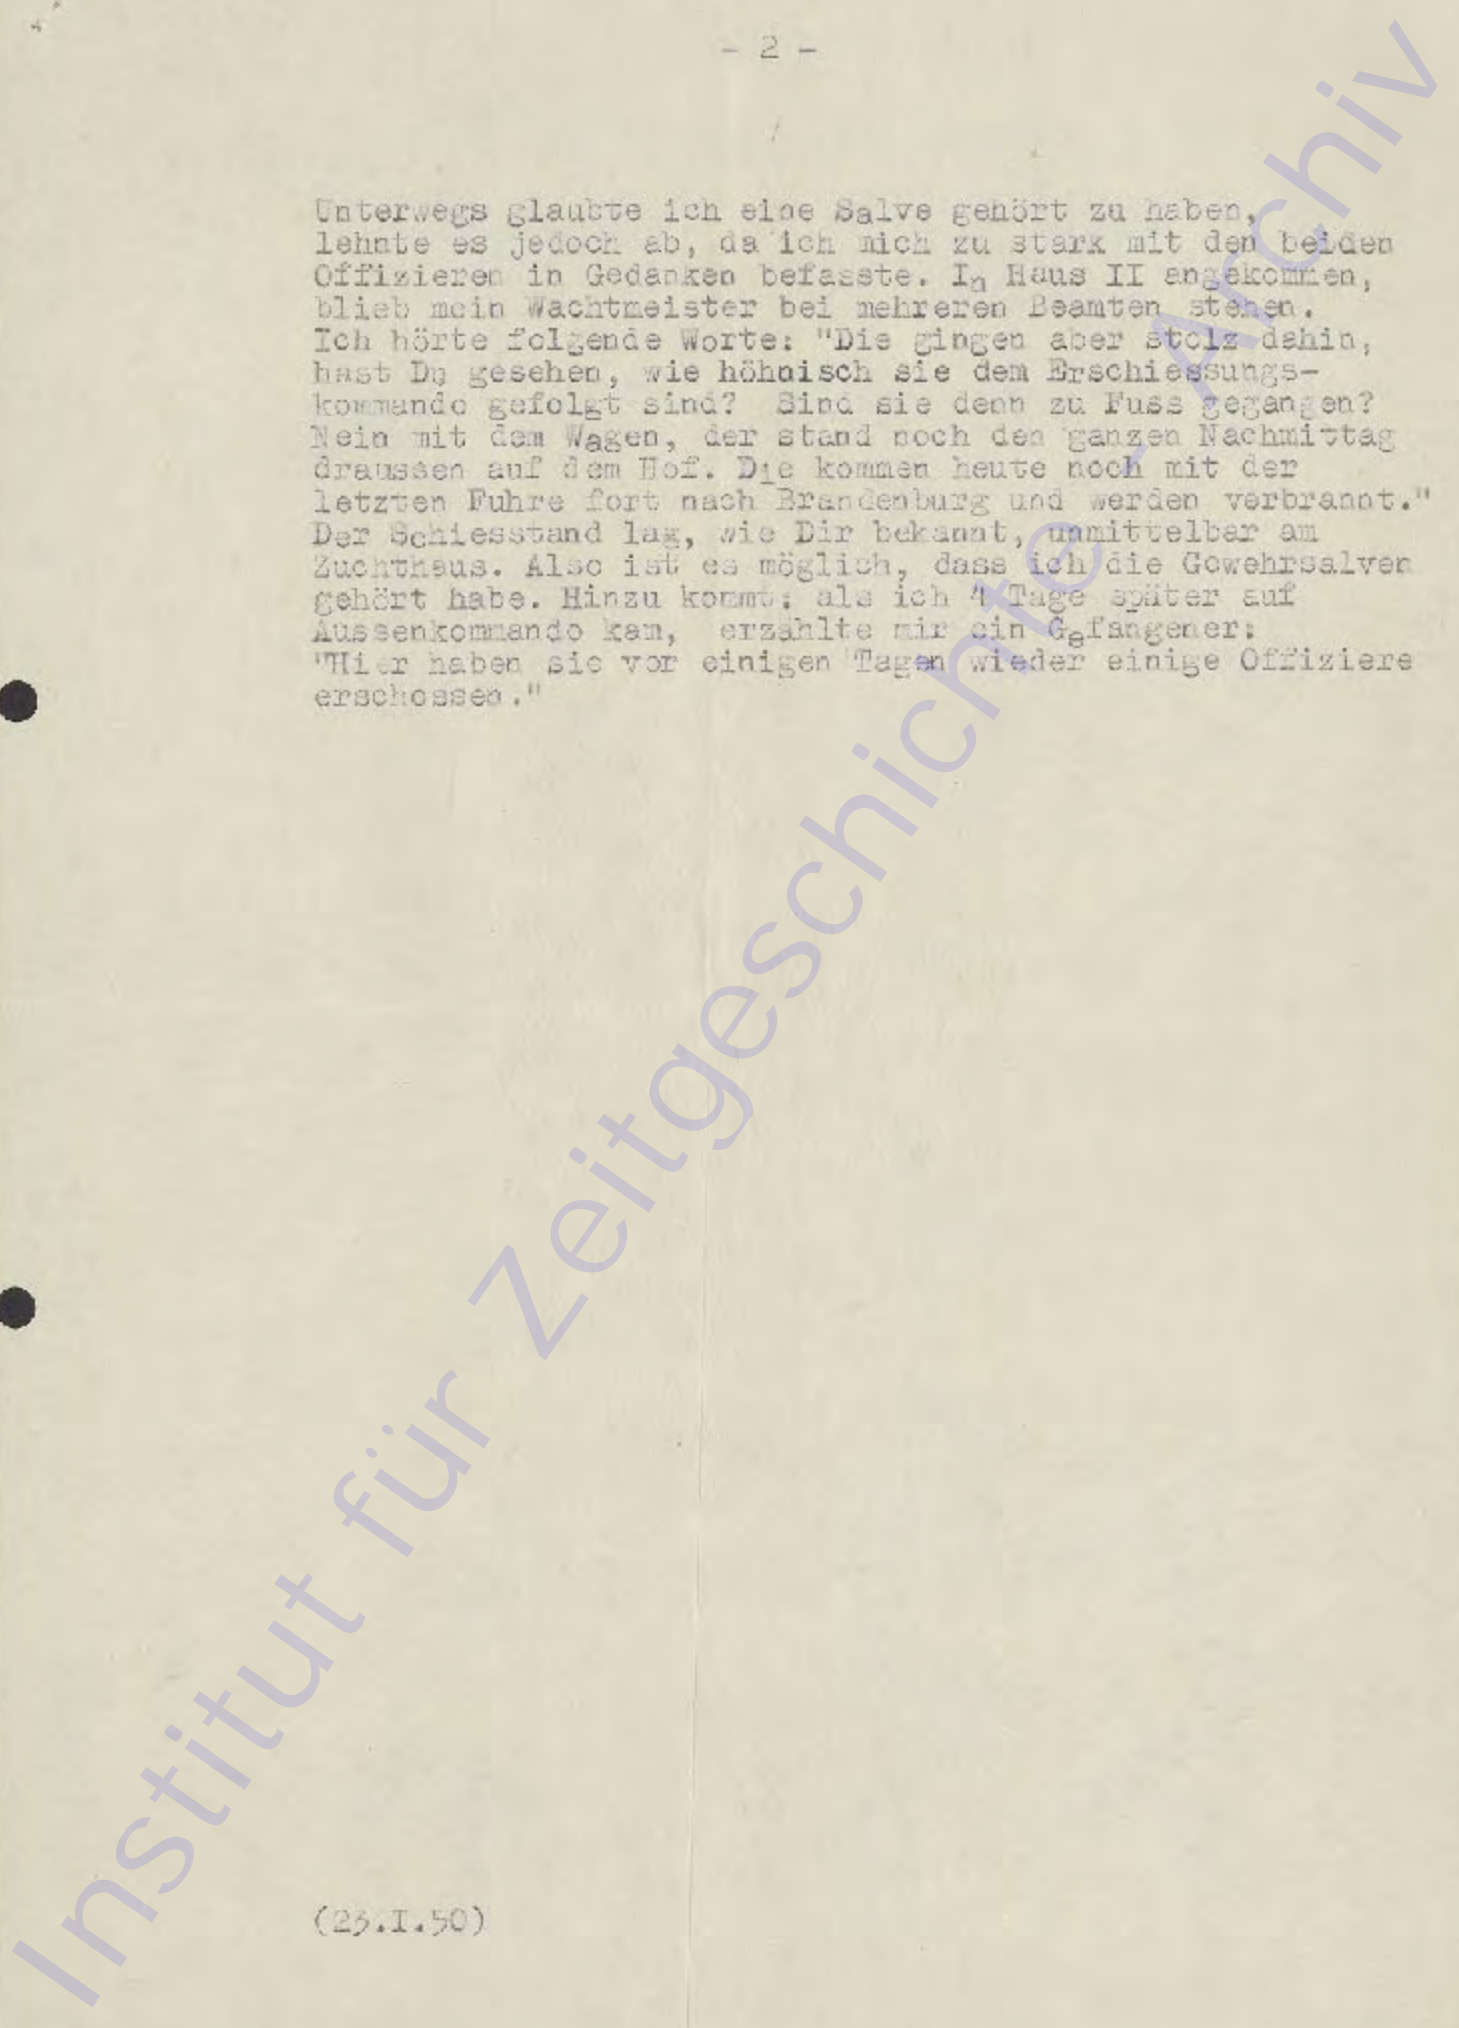 - 2 -
Unterwegs glaubte ich eine Salve gehört zu haben,
lehnte es jedoch ab, da ich mich zu stark mit den beiden
Offizieren in Gedanken befasste. In Haus II angekommen,
blieb mein Wachtmeister bei mehreren Beamten stehen.
Ich hörte folgende Worte: "Die gingen aber stolz dahin,
hast Du gesehen, wie höhnisch sie dem Erschiessungs-
kommando gefolgt sind? Sind sie denn zu Fuss gegangen?
Nein mit dem Wagen, der stand noch den ganzen Nachmittag
draussen auf dem Hof. Die kommen heute noch mit der
letzten Fuhre fort nach Brandenburg und werden verbrannt."
Der Schiesstand lag, wie Dir bekannt, unmittelbar am
Zuchthaus. Also ist es möglich, dass ich die Gewehrsalven
gehört habe. Hinzu kommt: als ich 4 Tage später auf
Aussenkommando kam, erzählte mir ein Gefangener:
"Hier haben sie vor einigen Tagen wieder einige Offiziere
erschossen."
(23.I.50)
Institut für Zeitgeschichte - Archiv